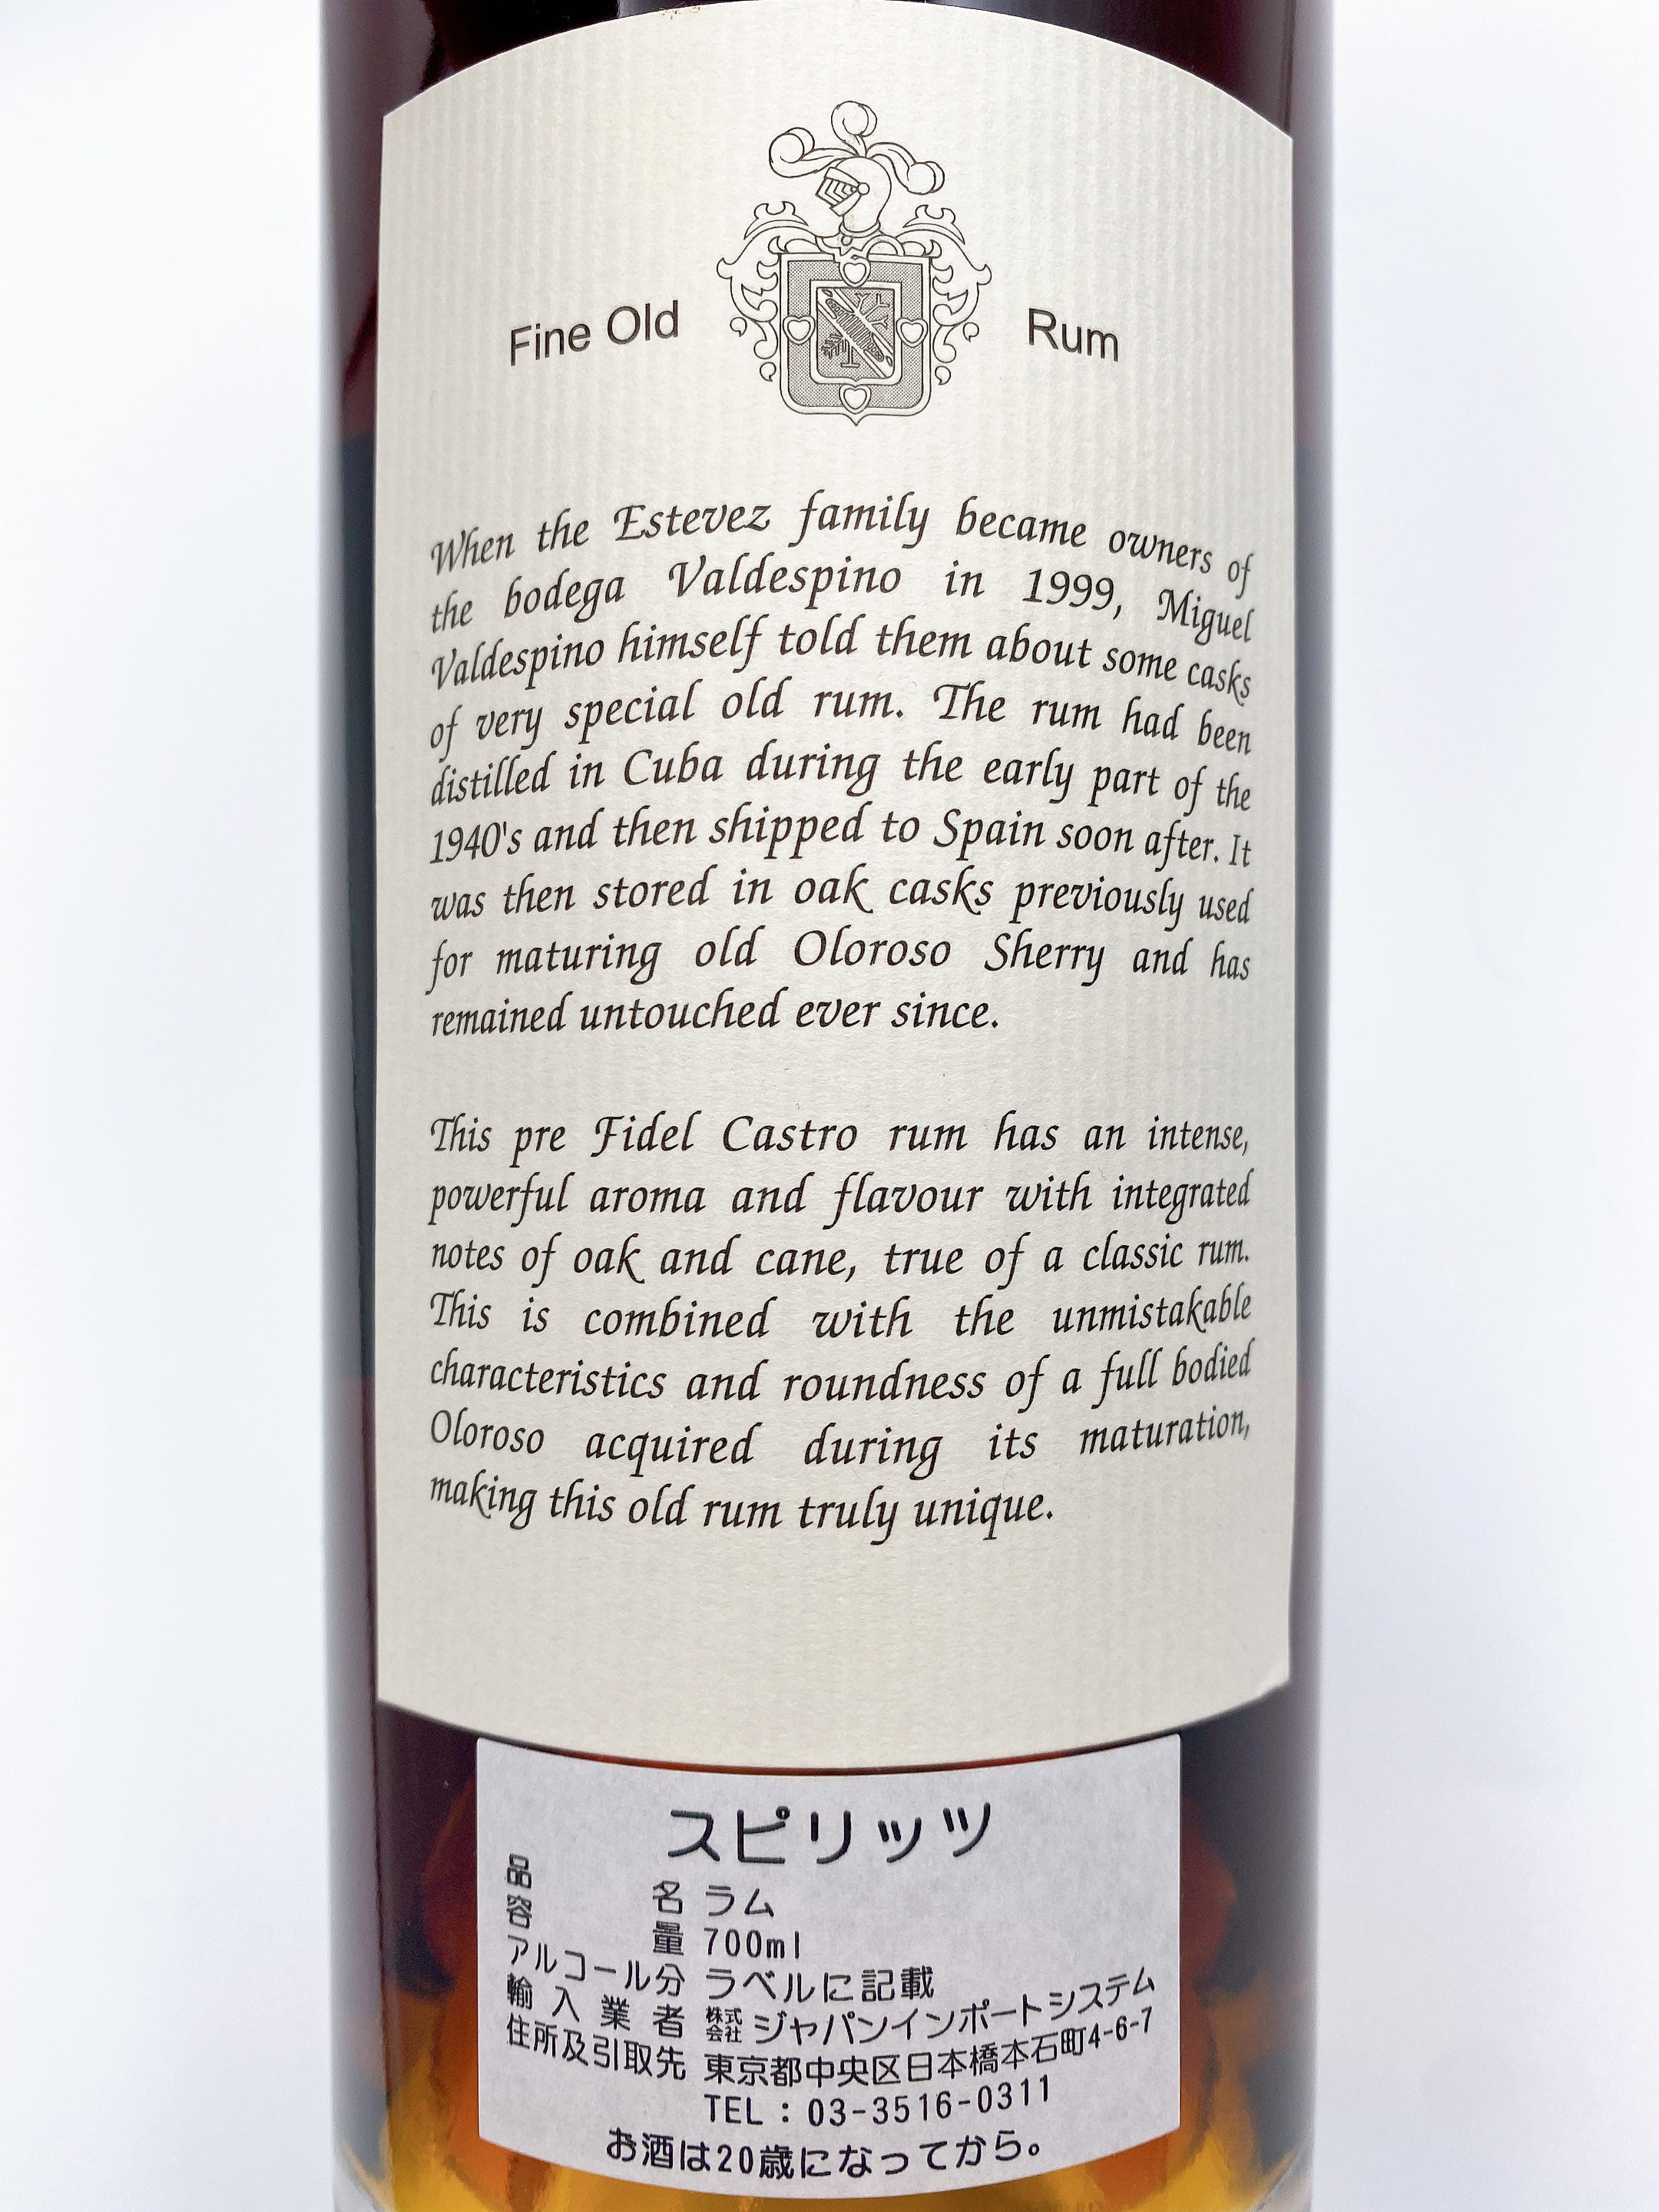 Fine Old Rum
When the Estevez family became owners of
the bodega Valdespino in 1999, Miguel
Valdespino himself told them about some casks
of very special old rum. The rum had been
distilled in Cuba during the early part of the
1940's and then shipped to Spain soon after. It
was then stored in oak casks previously used
for maturing old Oloroso Sherry and has
remained untouched ever since.
This pre Fidel Castro rum has an intense,
powerful aroma and flavour with integrated
notes of oak and cane, true of a classic rum.
This is combined with the unmistakable
characteristics and roundness of a full bodied
Oloroso acquired during its maturation,
making this old rum truly unique.
スピリッツ
品名 ラム
容量 700ml
アルコール分 ラベルに記載
輸入業者 株式会社 ジャパンインポートシステム
住所及引取先 東京都中央区日本橋本石町4-6-7
TEL : 03-3516-0311
お酒は20歳になってから。